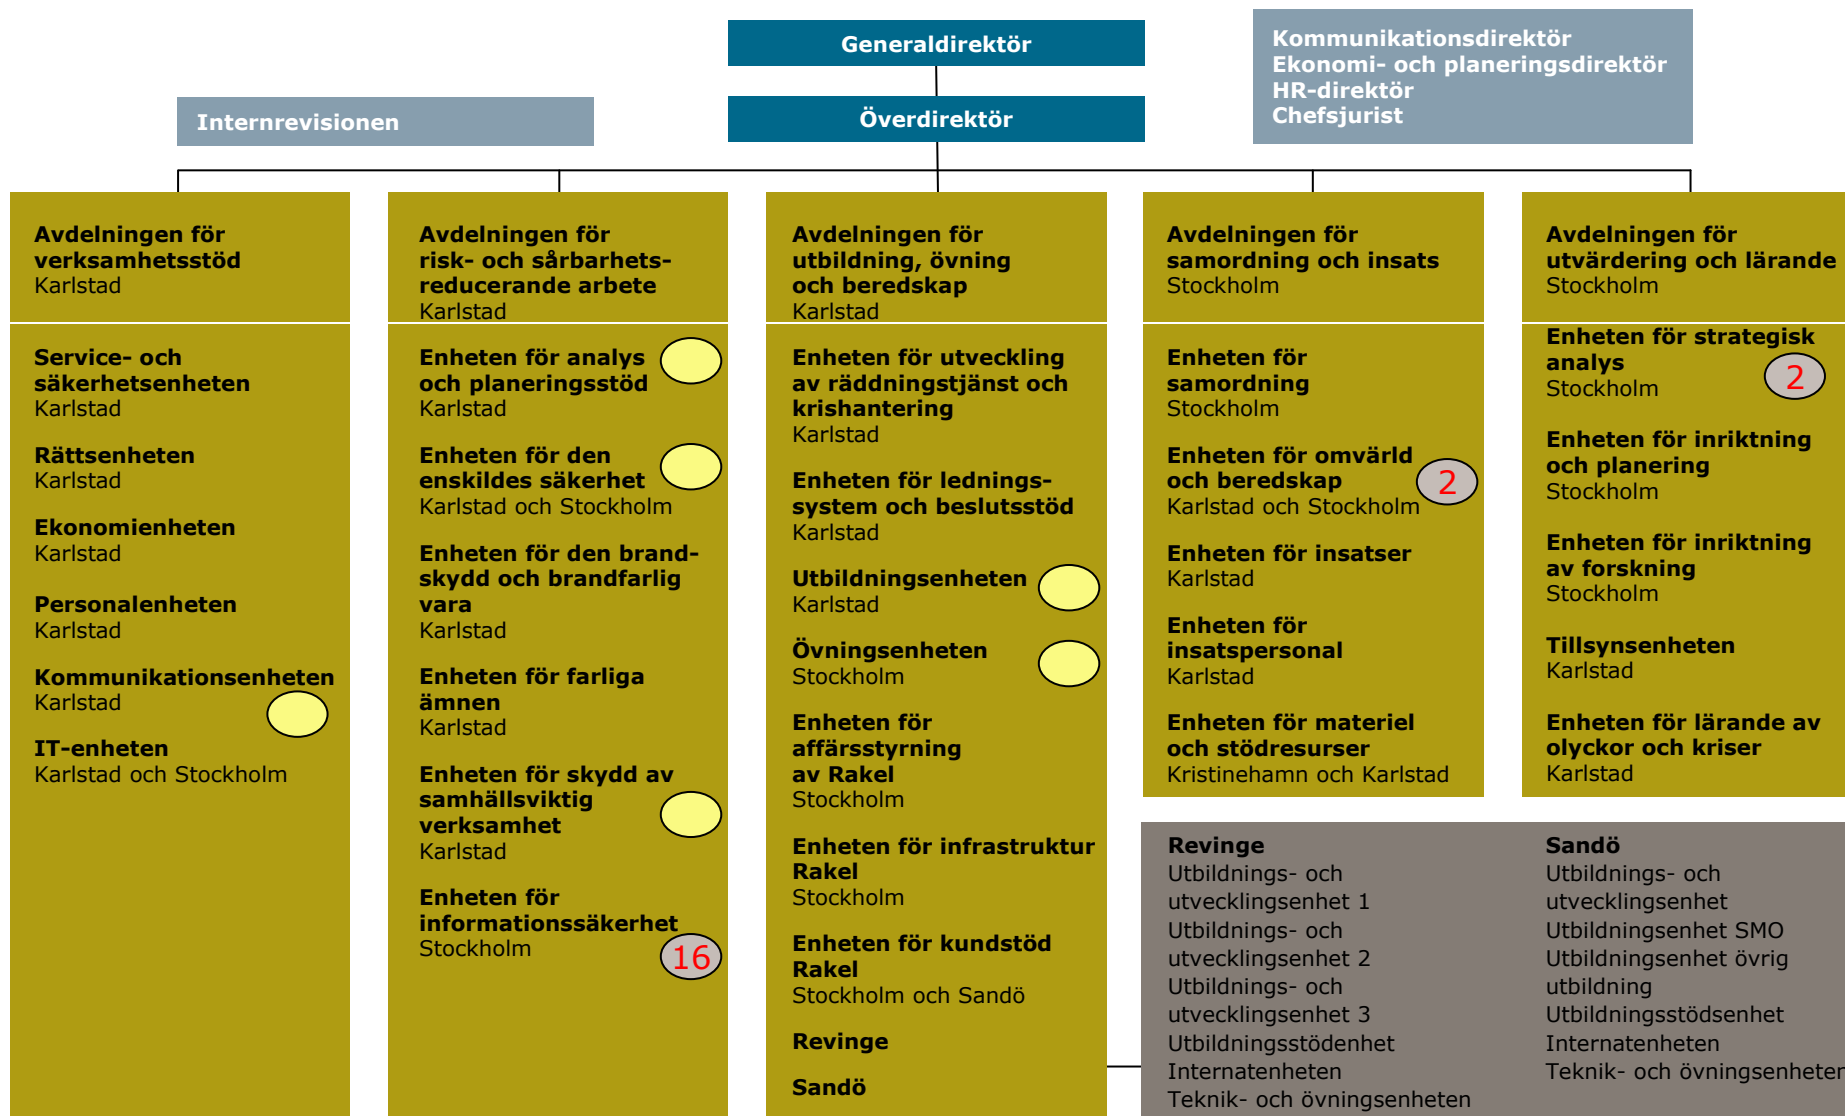 Generaldirektör
Överdirektör
Internrevisionen
Kommunikationsdirektör
Ekonomi- och planeringsdirektör
HR-direktör
Chefsjurist
Avdelningen för
verksamhetsstöd
Karlstad
Service- och
säkerhetsenheten
Karlstad
Rättsenheten
Karlstad
Ekonomienheten
Karlstad
Personalenheten
Karlstad
Kommunikationsenheten
Karlstad
IT-enheten
Karlstad och Stockholm
Avdelningen för
risk- och sårbarhets-
reducerande arbete
Karlstad
Enheten för analys
och planeringsstöd
Karlstad
Enheten för den
enskildes säkerhet
Karlstad och Stockholm
Enheten för den brand-
skydd och brandfarlig
vara
Karlstad
Enheten för farliga
ämnen
Karlstad
Enheten för skydd av
samhällsviktig
verksamhet
Karlstad
Enheten för
informationssäkerhet
Stockholm
16
Avdelningen för
utbildning, övning
och beredskap
Karlstad
Enheten för utveckling
av räddningstjänst och
krishantering
Karlstad
Enheten för lednings-
system och beslutsstöd
Karlstad
Utbildningsenheten
Karlstad
Övningsenheten
Stockholm
Enheten för
affärsstyrning
av Rakel
Stockholm
Enheten för infrastruktur
Rakel
Stockholm
Enheten för kundstöd
Rakel
Stockholm och Sandö
Revinge
Sandö
Avdelningen för
samordning och insats
Stockholm
Enheten för
samordning
Stockholm
Enheten för omvärld
och beredskap
Karlstad och Stockholm
2
Enheten för insatser
Karlstad
Enheten för
insatspersonal
Karlstad
Enheten för materiel
och stödresurser
Kristinehamn och Karlstad
Avdelningen för
utvärdering och lärande
Stockholm
Enheten för strategisk
analys
Stockholm
2
Enheten för inriktning
och planering
Stockholm
Enheten för inriktning
av forskning
Stockholm
Tillsynsenheten
Karlstad
Enheten för lärande av
olyckor och kriser
Karlstad
Revinge
Utbildnings- och
utvecklingsenhet 1
Utbildnings- och
utvecklingsenhet 2
Utbildnings- och
utvecklingsenhet 3
Utbildningsstödenhet
Internatenheten
Teknik- och övningsenheten
Sandö
Utbildnings- och
utvecklingsenhet
Utbildningsenhet SMO
Utbildningsenhet övrig
utbildning
Utbildningsstödsenhet
Internatenheten
Teknik- och övningsenheten